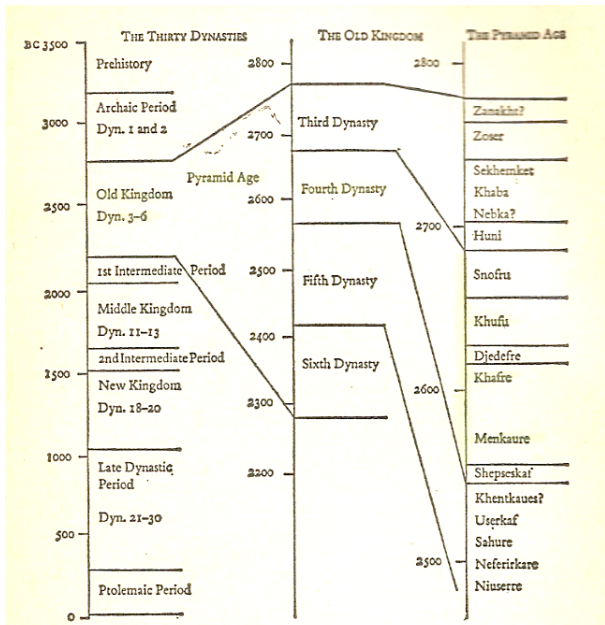 THE THIRTY DYNASTIES
BC 3500
Prehistory
Archaic Period
3000
Dyn. 1 and 2
Pyramid Age
Old Kingdom
2500
Dyn. 3–6
1st Intermediate Period
2000
Middle Kingdom
Dyn. 11–13
2nd Intermediate Period
1500
New Kingdom
Dyn. 18–20
1000
Late Dynastic
Period
Dyn. 21–30
500
Ptolemaic Period
0
THE OLD KINGDOM
2800
Third Dynasty
2700
Fourth Dynasty
2600
2500
Fifth Dynasty
2400
Sixth Dynasty
2300
2200
THE PYRAMID AGE
2800
Zanakht?
Zoser
Sekhemket
Khaba
Nebka?
2700
Huni
Snofru
Khufu
Djedefre
2600
Khafre
Menkaure
Shepseskaf
Khentkaues?
Userkaf
Sahure
2500
Neferirkare
Niuserre